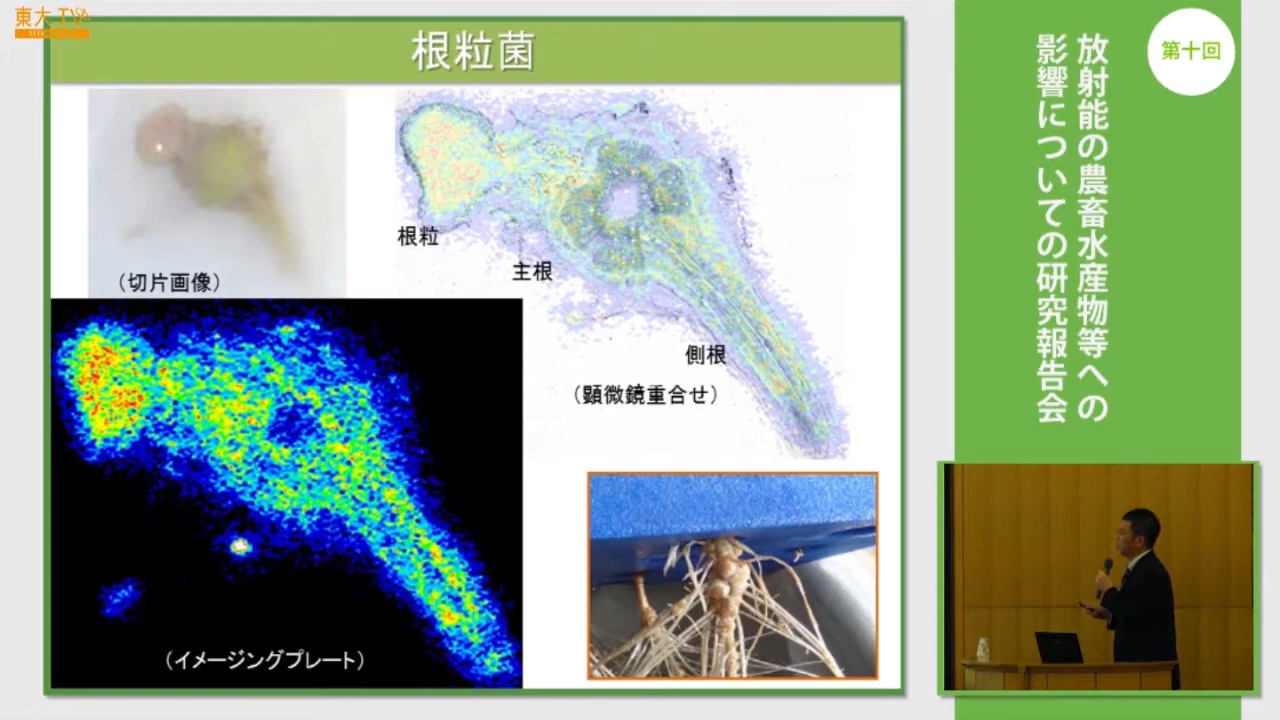 東大TV
根粒菌
(切片画像)
根粒
主根
側根
(顕微鏡重合せ)
(イメージングプレート)
第十回
放射能の農畜水産物等への
影響についての研究報告会